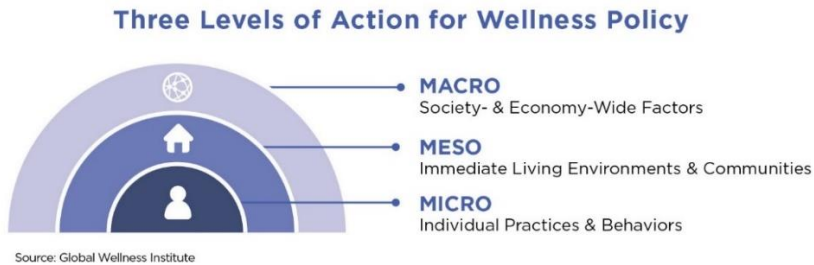 Three Levels of Action for Wellness Policy
MACRO
Society- & Economy-Wide Factors
MESO
Immediate Living Environments & Communities
MICRO
Individual Practices & Behaviors
Source: Global Wellness Institute